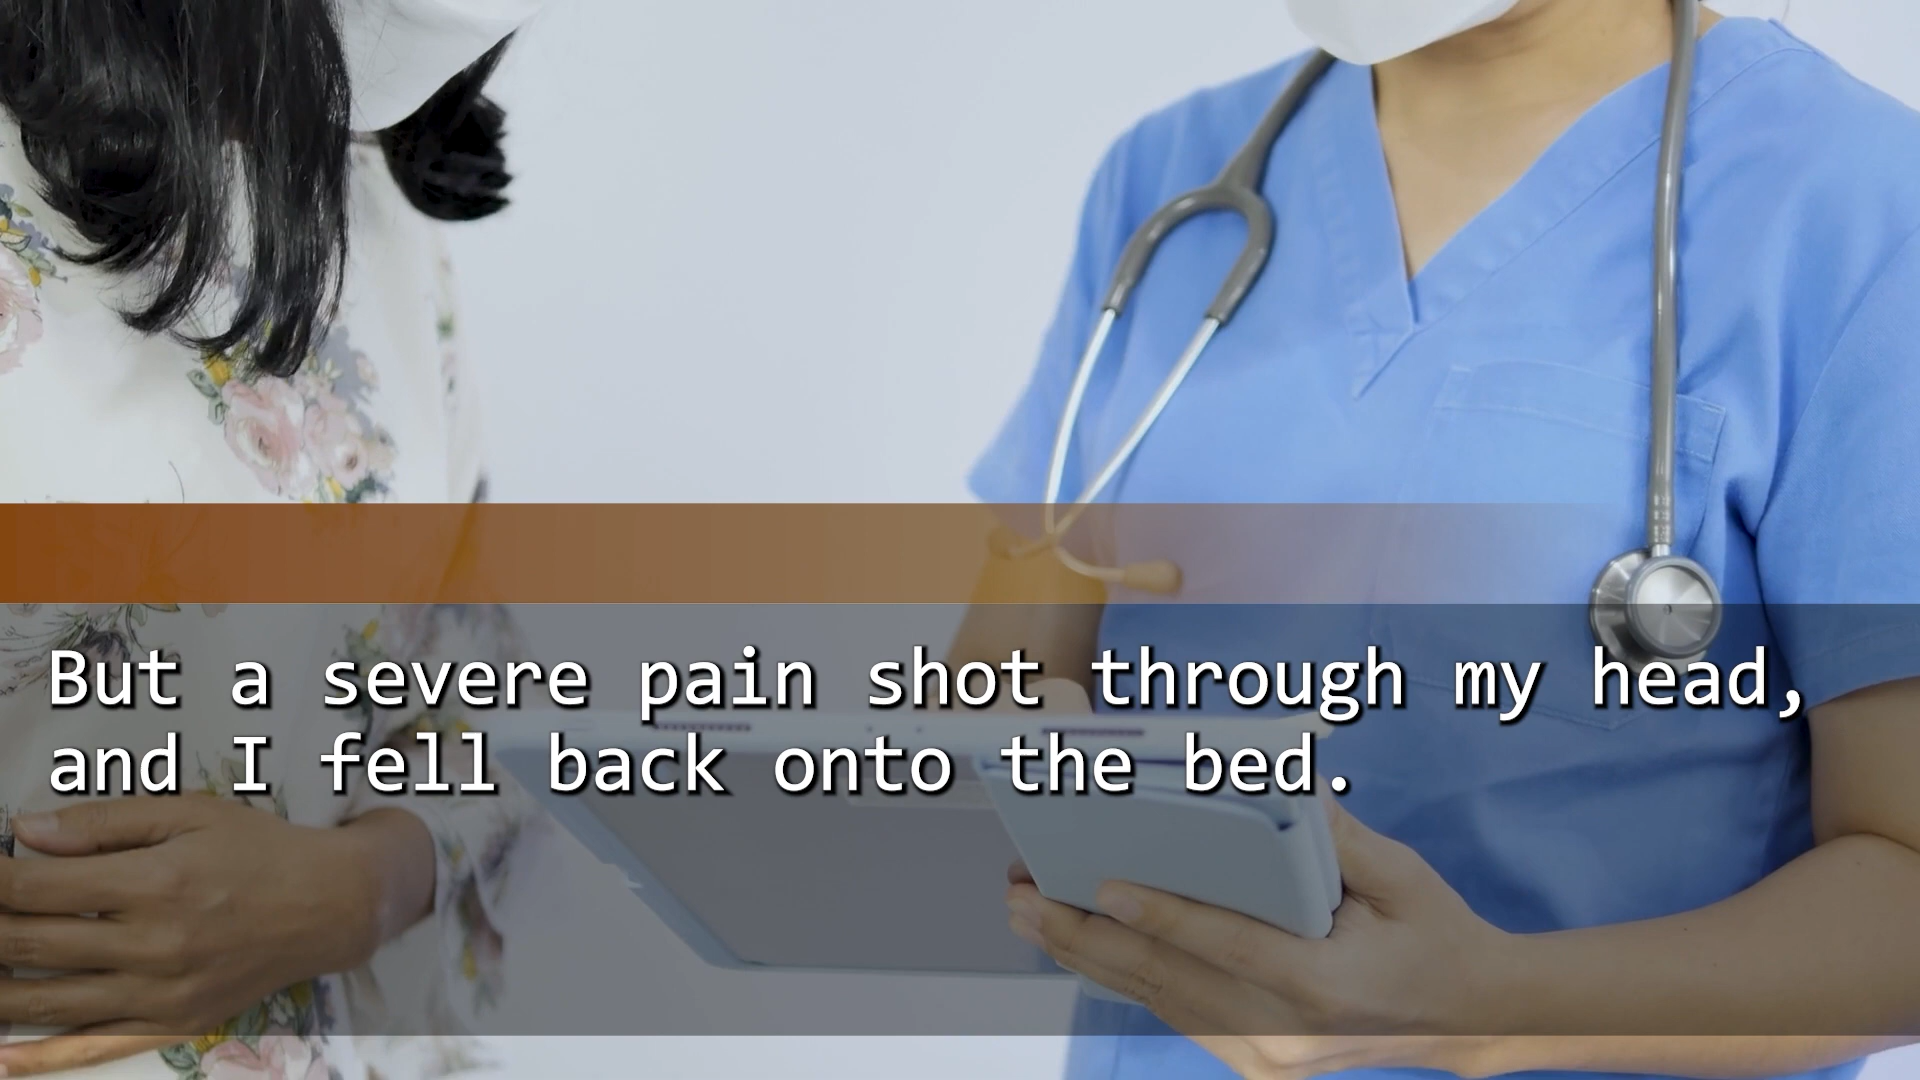 But a severe pain shot through my head,
and I fell back onto the bed.